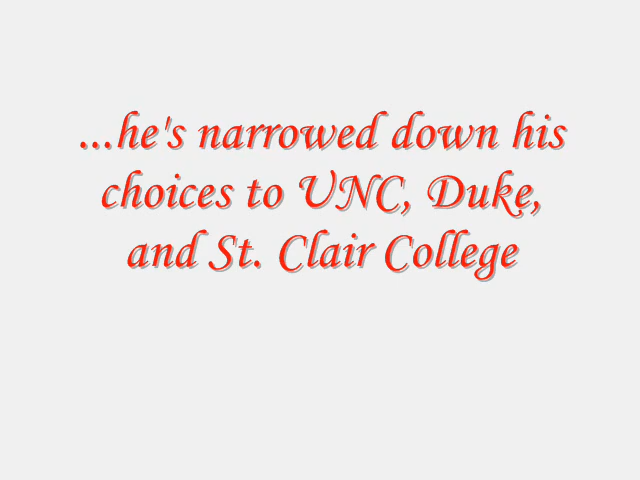 ...he's narrowed down his
choices to UNC, Duke,
and St. Clair College